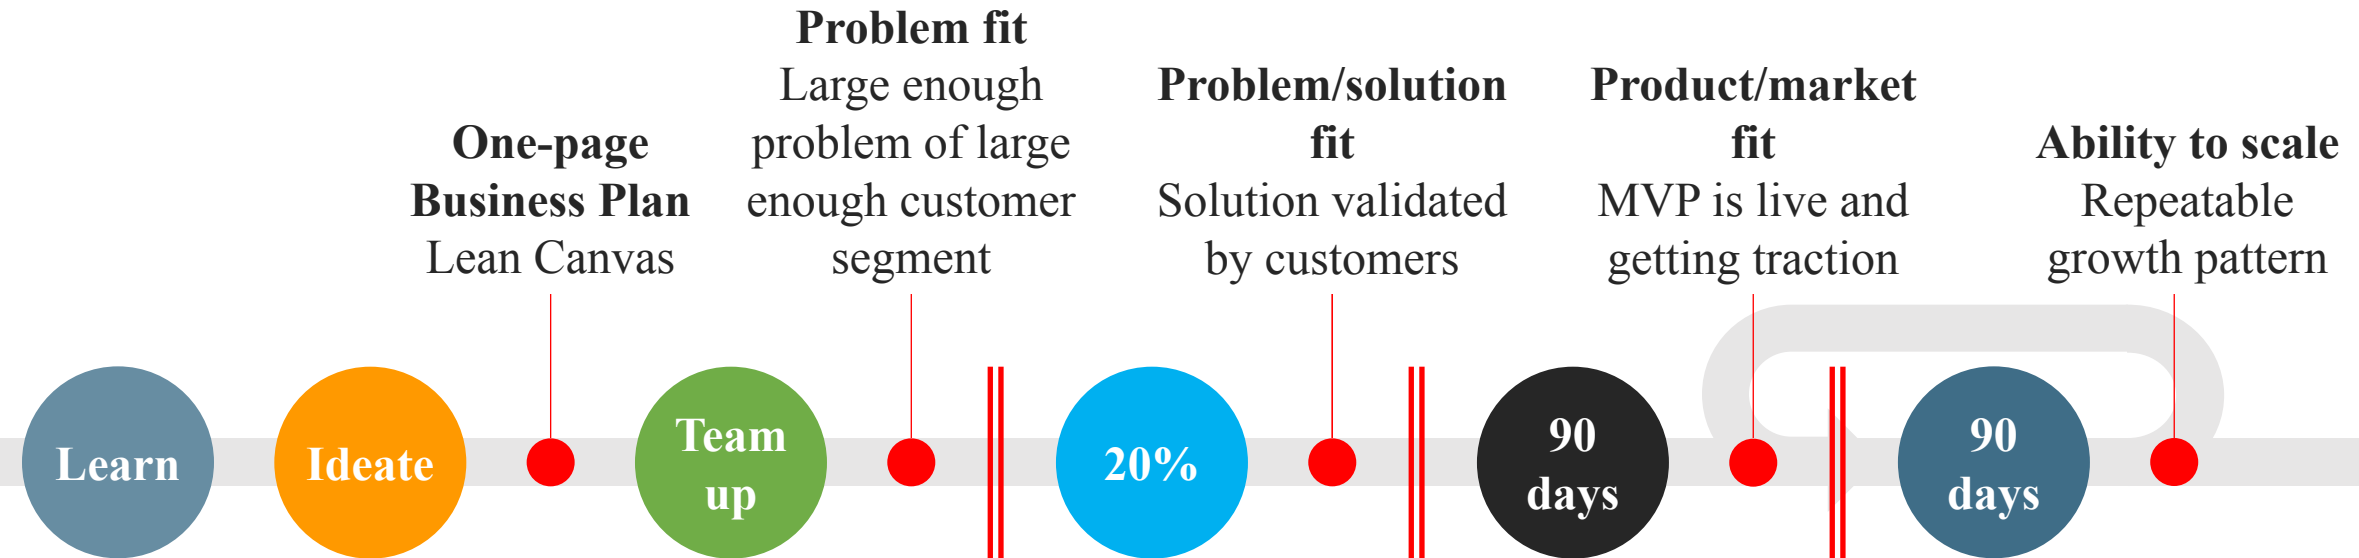 One-page
Business Plan
Lean Canvas
Problem fit
Large enough
problem of large
enough customer
segment
Problem/solution
fit
Solution validated
by customers
Product/market
fit
MVP is live and
getting traction
Ability to scale
Repeatable
growth pattern
Learn
Ideate
Team
up
20%
90
days
90
days